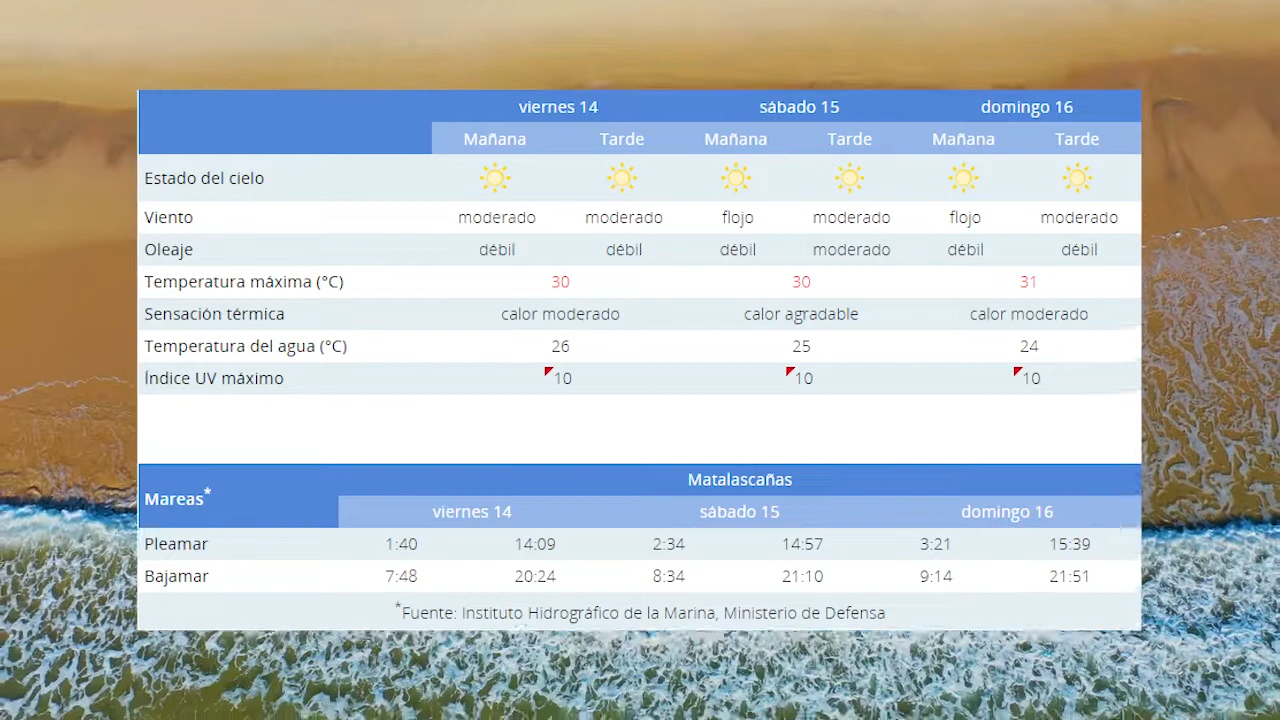 viernes 14 sábado 15 domingo 16
Mañana Tarde Mañana Tarde Mañana Tarde
Estado del cielo
Viento moderado moderado flojo moderado flojo moderado
Oleaje débil débil débil moderado débil débil
Temperatura máxima (°C) 30 30 31
Sensación térmica calor moderado calor agradable calor moderado
Temperatura del agua (°C) 26 25 24
Índice UV máximo 10 10 10
Matalascañas
Mareas*
viernes 14 sábado 15 domingo 16
Pleamar 1:40 14:09 2:34 14:57 3:21 15:39
Bajamar 7:48 20:24 8:34 21:10 9:14 21:51
*Fuente: Instituto Hidrográfico de la Marina, Ministerio de Defensa